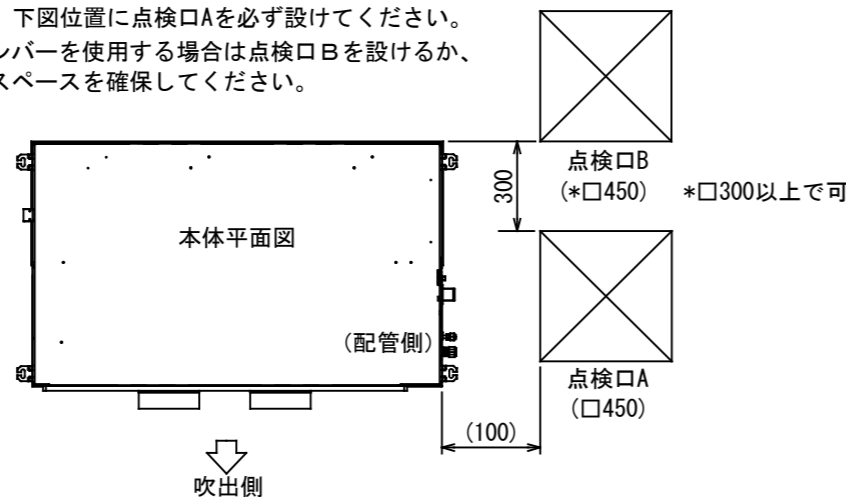 下図位置に点検口Aを必ず設けてください。
ンバーを使用する場合は点検口Bを設けるか、
スペースを確保してください。
点検口B
(*□450) *□300以上で可
300
本体平面図
(配管側)
点検口A
(□450)
(100)
吹出側